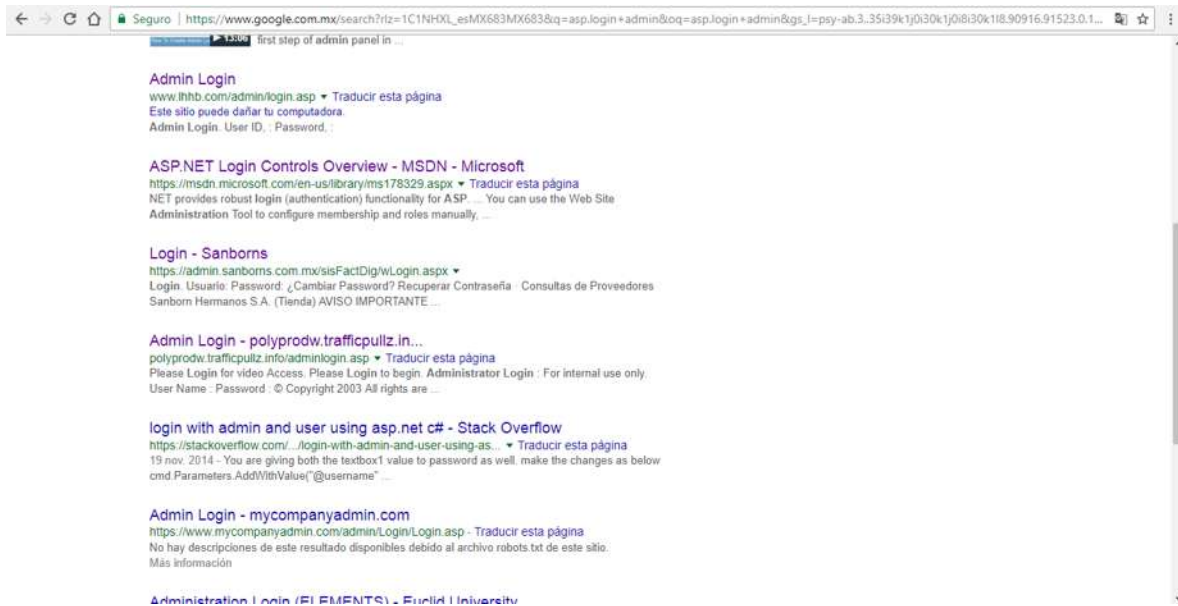 Seguro | https://www.google.com.mx/search?rlz=1C1NHXL_esMX683MX683&q=asp.login+admin&oq=asp.login+admin&gs_l=psy-ab.3..35i39k1j0i30k1j0i8i30k1l8.90916.91523.0.1...
13:06 first step of admin panel in ...
Admin Login
www.lhhb.com/admin/login.asp ▾ Traducir esta página
Este sitio puede dañar tu computadora.
Admin Login. User ID, : Password, :
ASP.NET Login Controls Overview - MSDN - Microsoft
https://msdn.microsoft.com/en-us/library/ms178329.aspx ▾ Traducir esta página
NET provides robust login (authentication) functionality for ASP. ... You can use the Web Site
Administration Tool to configure membership and roles manually, ...
Login - Sanborns
https://admin.sanborns.com.mx/sisFactDig/wLogin.aspx ▾
Login. Usuario: Password: ¿Cambiar Password? Recuperar Contraseña · Consultas de Proveedores
Sanborn Hermanos S.A. (Tienda) AVISO IMPORTANTE ...
Admin Login - polyprodw.trafficpullz.in...
polyprodw.trafficpullz.info/adminlogin.asp ▾ Traducir esta página
Please Login for video Access. Please Login to begin. Administrator Login : For internal use only.
User Name : Password : © Copyright 2003 All rights are ...
login with admin and user using asp.net c# - Stack Overflow
https://stackoverflow.com/.../login-with-admin-and-user-using-as... ▾ Traducir esta página
19 nov. 2014 - You are giving both the textbox1 value to password as well. make the changes as below
cmd.Parameters.AddWithValue("@username" ...
Admin Login - mycompanyadmin.com
https://www.mycompanyadmin.com/admin/Login/Login.asp - Traducir esta página
No hay descripciones de este resultado disponibles debido al archivo robots.txt de este sitio.
Más información
Administration Login (ELEMENTS) - Euclid University